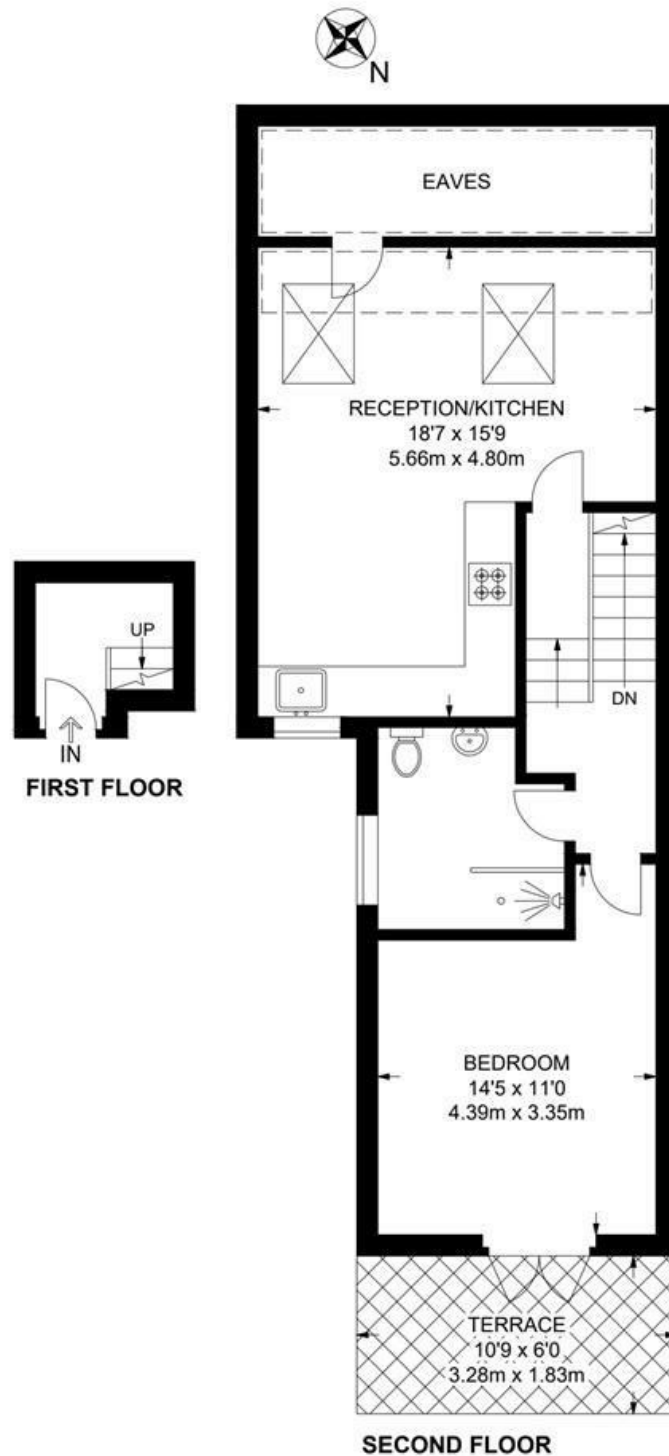 N
EAVES
RECEPTION/KITCHEN
18'7 x 15'9
5.66m x 4.80m
UP
IN
FIRST FLOOR
DN
BEDROOM
14'5 x 11'0
4.39m x 3.35m
TERRACE
10'9 x 6'0
3.28m x 1.83m
SECOND FLOOR